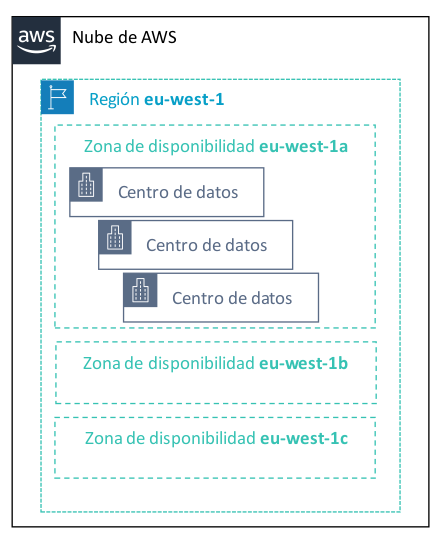 aws
Nube de AWS
Región eu-west-1
Zona de disponibilidad eu-west-1a
Centro de datos
Centro de datos
Centro de datos
Zona de disponibilidad eu-west-1b
Zona de disponibilidad eu-west-1c